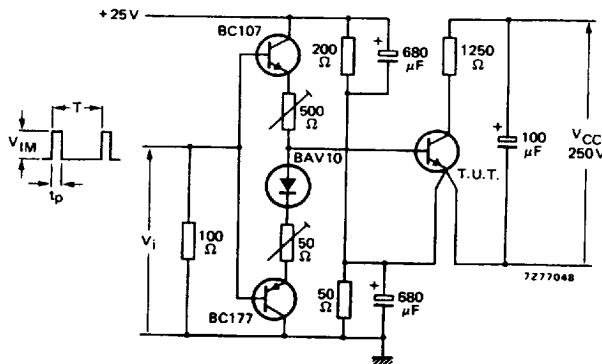 +25V
BC107
200
Ω
+
680
μF
1250
Ω
T
V_IM
t_p
500
Ω
BAV10
+
100
μF
V_CC
250V
T.U.T.
V_i
100
Ω
50
Ω
BC177
50
Ω
+
680
μF
7Z77048